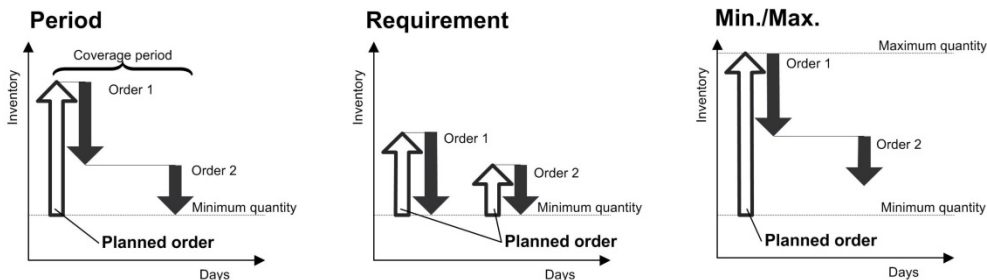 Period
Coverage period
Inventory
Order 1
Order 2
Minimum quantity
Planned order
Days
Requirement
Inventory
Order 1
Order 2
Minimum quantity
Planned order
Days
Min./Max.
Maximum quantity
Inventory
Order 1
Order 2
Minimum quantity
Planned order
Days